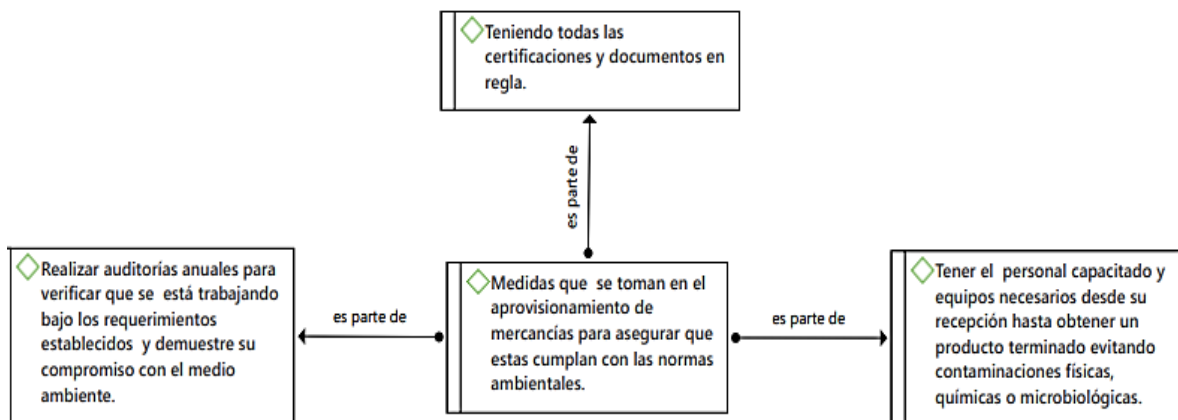 Teniendo todas las
certificaciones y documentos en
regla.
es parte de
Realizar auditorías anuales para
verificar que se está trabajando
bajo los requerimientos
establecidos y demuestre su
compromiso con el medio
ambiente.
es parte de
Medidas que se toman en el
aprovisionamiento de
mercancías para asegurar que
estas cumplan con las normas
ambientales.
es parte de
Tener el personal capacitado y
equipos necesarios desde su
recepción hasta obtener un
producto terminado evitando
contaminaciones físicas,
químicas o microbiológicas.